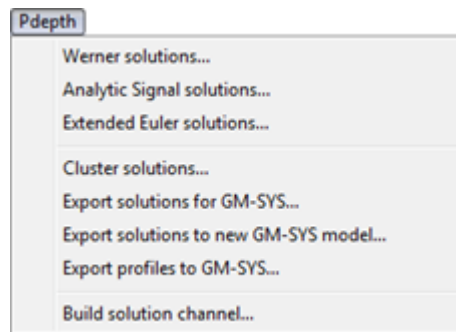 Pdepth
Werner solutions...
Analytic Signal solutions...
Extended Euler solutions...
Cluster solutions...
Export solutions for GM-SYS...
Export solutions to new GM-SYS model...
Export profiles to GM-SYS...
Build solution channel...